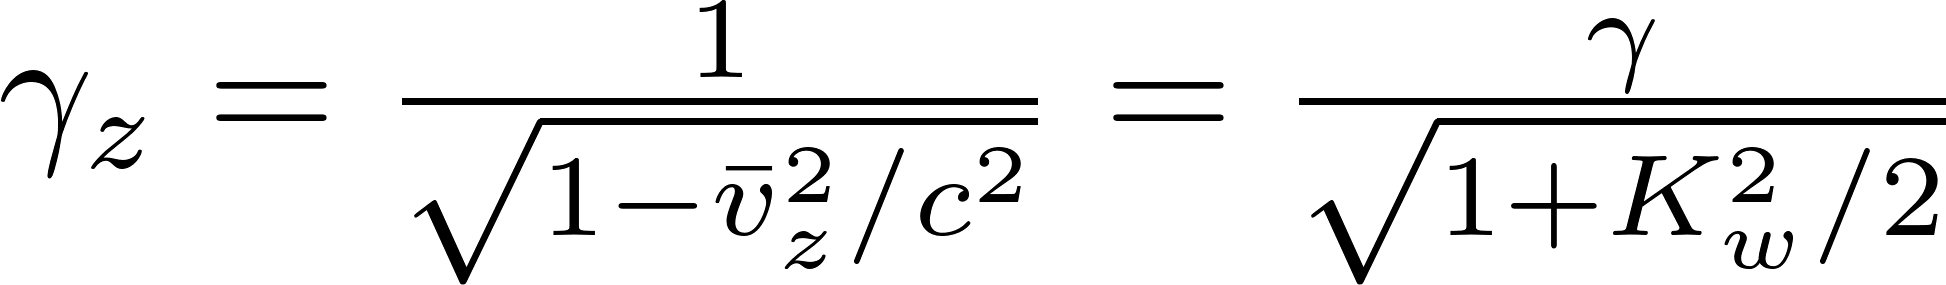 γ_z = 1 / √(1 − v̄_z²/c²) = γ / √(1 + K_w²/2)